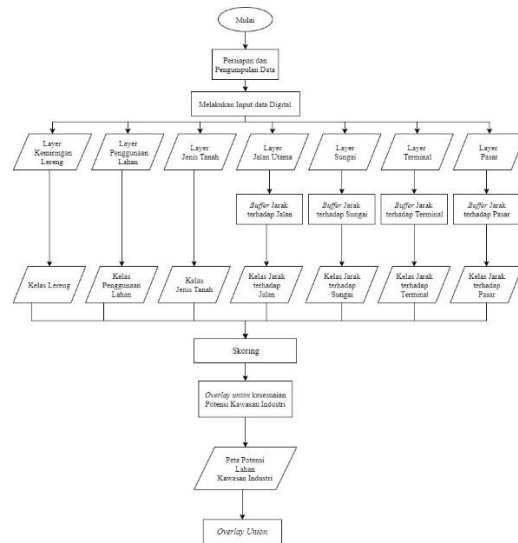 Mulai
Persiapan dan
Pengumpulan Data
Melakukan Input data Digital
Layer
Kemiringan
Lereng
Layer
Penggunaan
Lahan
Layer
Jenis Tanah
Layer
Jalan Utama
Layer
Sungai
Layer
Terminal
Layer
Pasar
Buffer Jarak
terhadap Jalan
Buffer Jarak
terhadap Sungai
Buffer Jarak
terhadap Terminal
Buffer Jarak
terhadap Pasar
Kelas Lereng
Kelas
Penggunaan
Lahan
Kelas
Jenis Tanah
Kelas Jarak
terhadap
Jalan
Kelas Jarak
terhadap
Sungai
Kelas Jarak
terhadap
Terminal
Kelas Jarak
terhadap
Pasar
Skoring
Overlay union kesesuaian
Potensi Kawasan Industri
Peta Potensi
Lahan
Kawasan Industri
Overlay Union